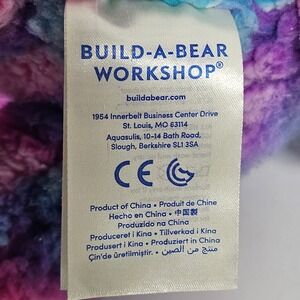 BUILD-A-BEAR
WORKSHOP®
buildabear.com
1954 Innerbelt Business Center Drive
St. Louis, MO 63114
Aquasulis, 10-14 Bath Road,
Slough, Berkshire SL1 3SA
CE
Product of China • Produit de Chine
Hecho en China • 中国製
Produzido na China
Produceret i Kina • Tillverkad i Kina
Produsert i Kina • Produziert in China
Çin'de üretilmiştir. • منتج من الصين